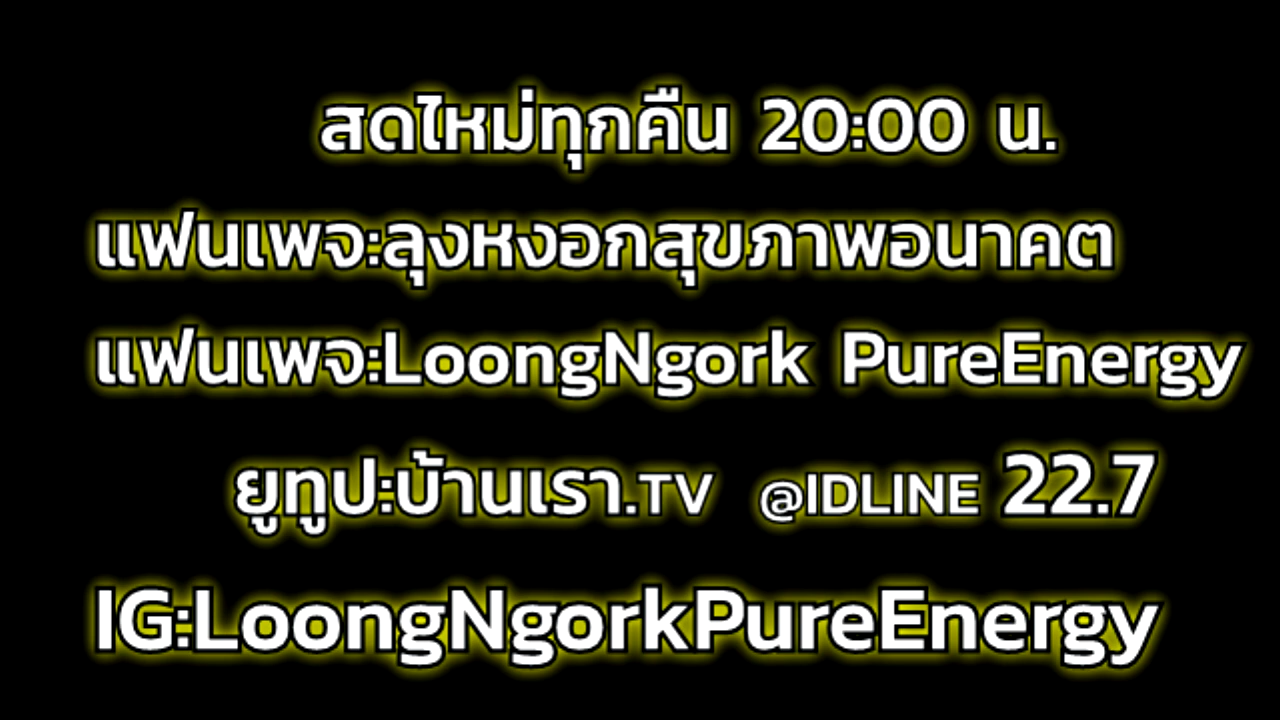 สดไหม่ทุกคืน 20:00 น.
แฟนเพจ:ลุงหงอกสุขภาพอนาคต
แฟนเพจ:LoongNgork PureEnergy
ยูทูป:บ้านเรา.TV @IDLINE 22.7
IG:LoongNgorkPureEnergy